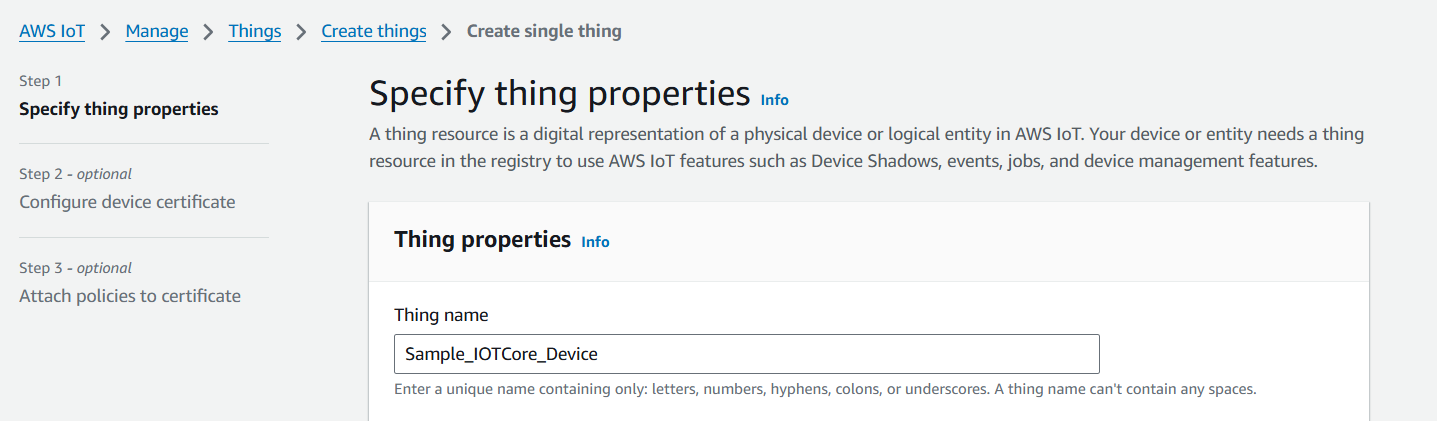 AWS IoT > Manage > Things > Create things > Create single thing
Step 1
Specify thing properties
Step 2 - optional
Configure device certificate
Step 3 - optional
Attach policies to certificate
Specify thing properties Info
A thing resource is a digital representation of a physical device or logical entity in AWS IoT. Your device or entity needs a thing
resource in the registry to use AWS IoT features such as Device Shadows, events, jobs, and device management features.
Thing properties Info
Thing name
Sample_IOTCore_Device
Enter a unique name containing only: letters, numbers, hyphens, colons, or underscores. A thing name can't contain any spaces.